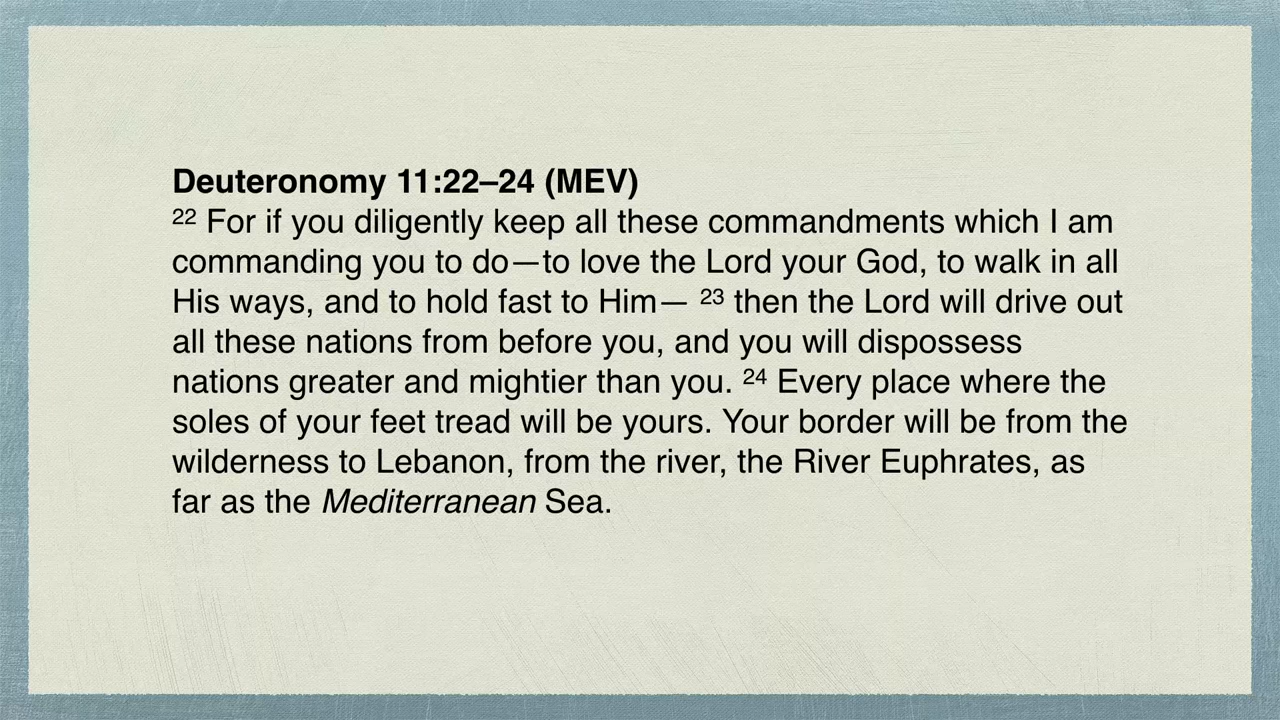 Deuteronomy 11:22–24 (MEV)
22 For if you diligently keep all these commandments which I am
commanding you to do—to love the Lord your God, to walk in all
His ways, and to hold fast to Him— 23 then the Lord will drive out
all these nations from before you, and you will dispossess
nations greater and mightier than you. 24 Every place where the
soles of your feet tread will be yours. Your border will be from the
wilderness to Lebanon, from the river, the River Euphrates, as
far as the Mediterranean Sea.